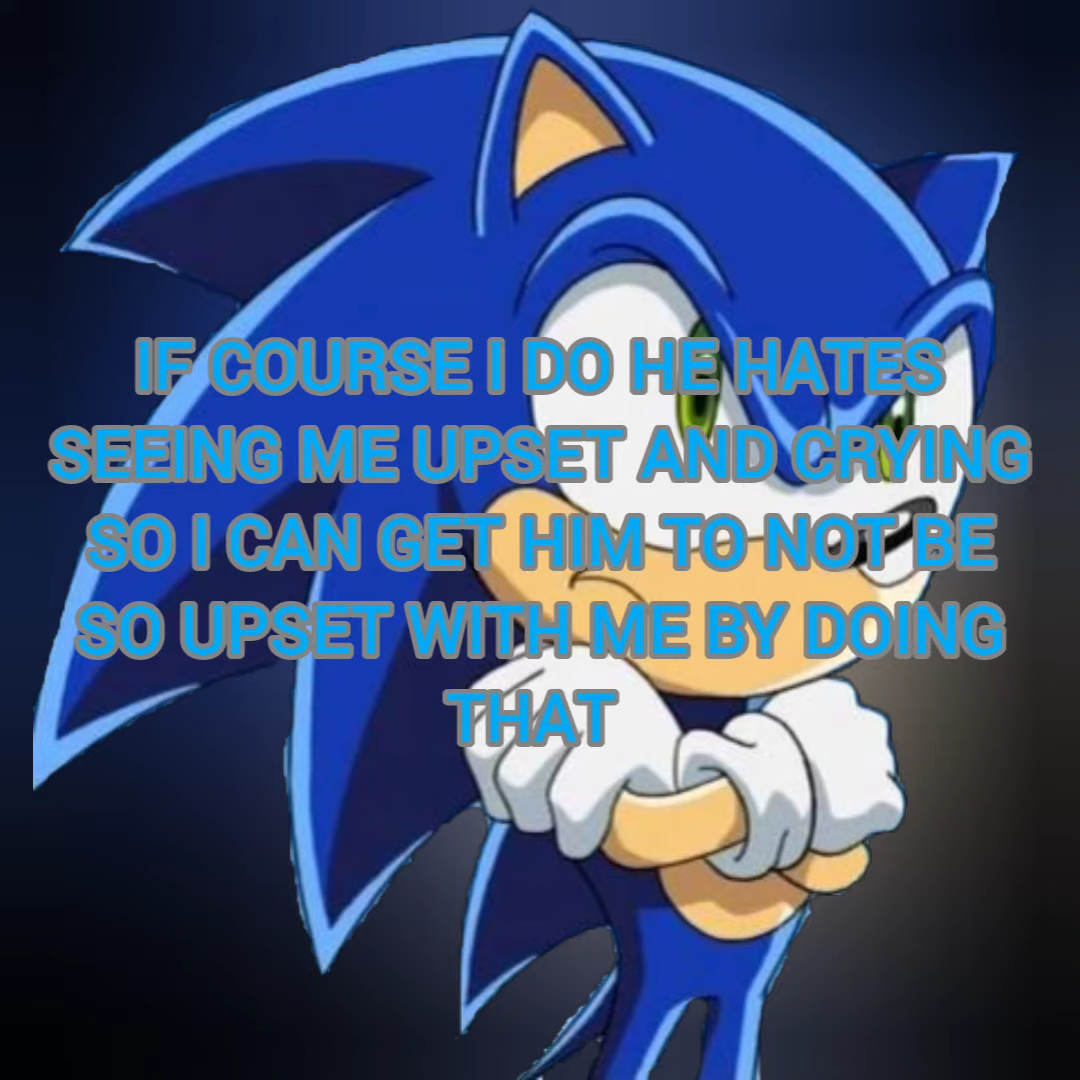 IF COURSE I DO HE HATES
SEEING ME UPSET AND CRYING
SO I CAN GET HIM TO NOT BE
SO UPSET WITH ME BY DOING
THAT